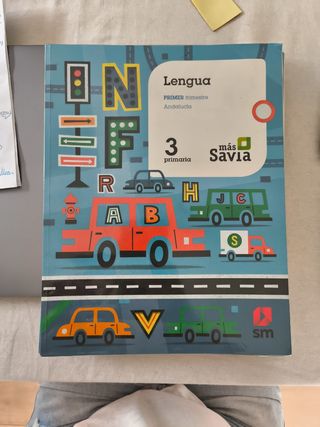 I N
F
Lengua
PRIMER trimestre
Andalucía
3
primaria
más
Savia
R H
A B
J C
S
V
sm